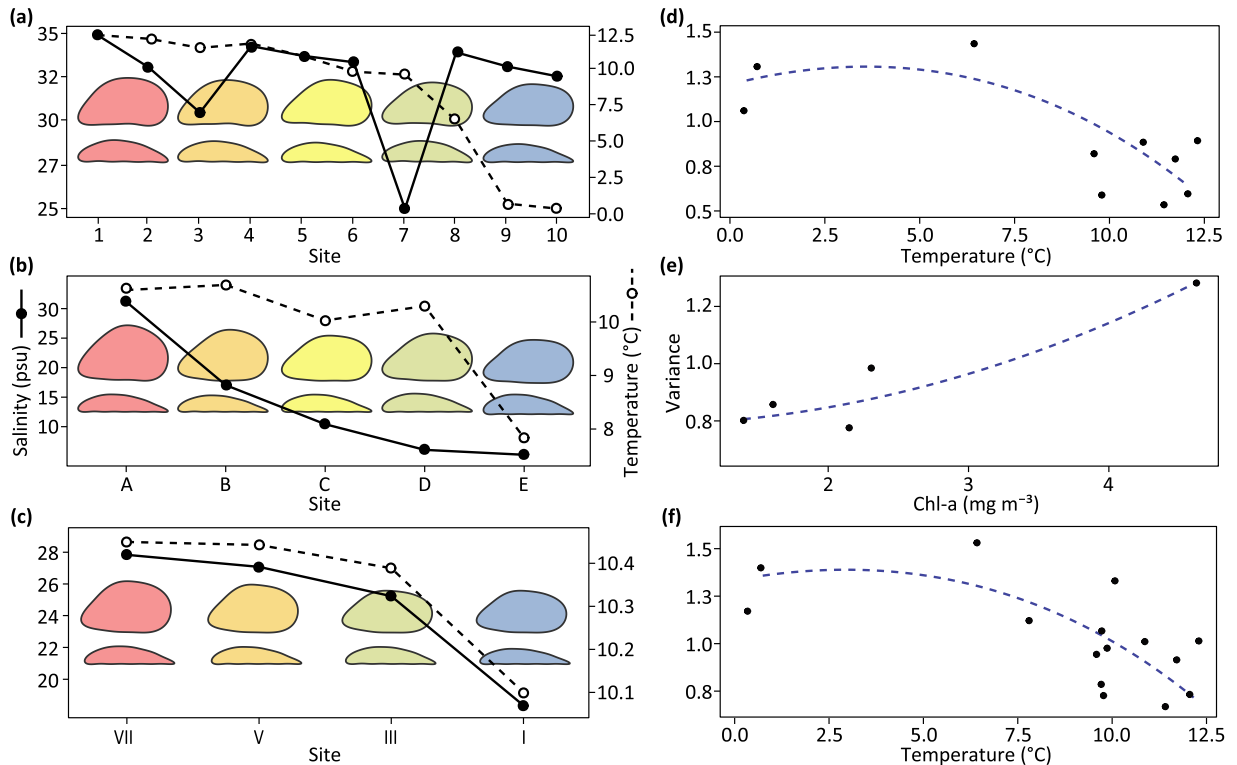 (a)
35
32
30
27
25
12.5
10.0
7.5
5.0
2.5
0.0
1 2 3 4 5 6 7 8 9 10
Site
(b)
30
25
20
15
10
10
9
8
A B C D E
Site
Salinity (psu)
Temperature (°C)
(c)
28
26
24
22
20
10.4
10.3
10.2
10.1
VII V III I
Site
(d)
1.5
1.3
1.0
0.8
0.5
0.0 2.5 5.0 7.5 10.0 12.5
Temperature (°C)
(e)
1.2
1.0
0.8
Variance
2 3 4
Chl-a (mg m⁻³)
(f)
1.5
1.3
1.0
0.8
0.0 2.5 5.0 7.5 10.0 12.5
Temperature (°C)